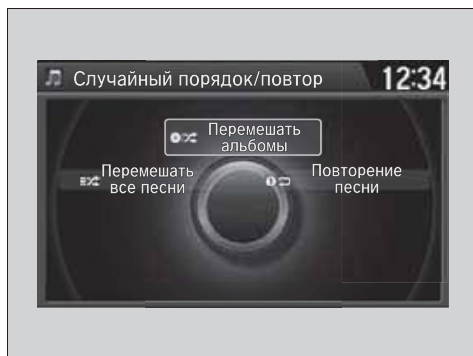 Случайный порядок/повтор 12:34
Перемешать
альбомы
Перемешать
все песни
Повторение
песни